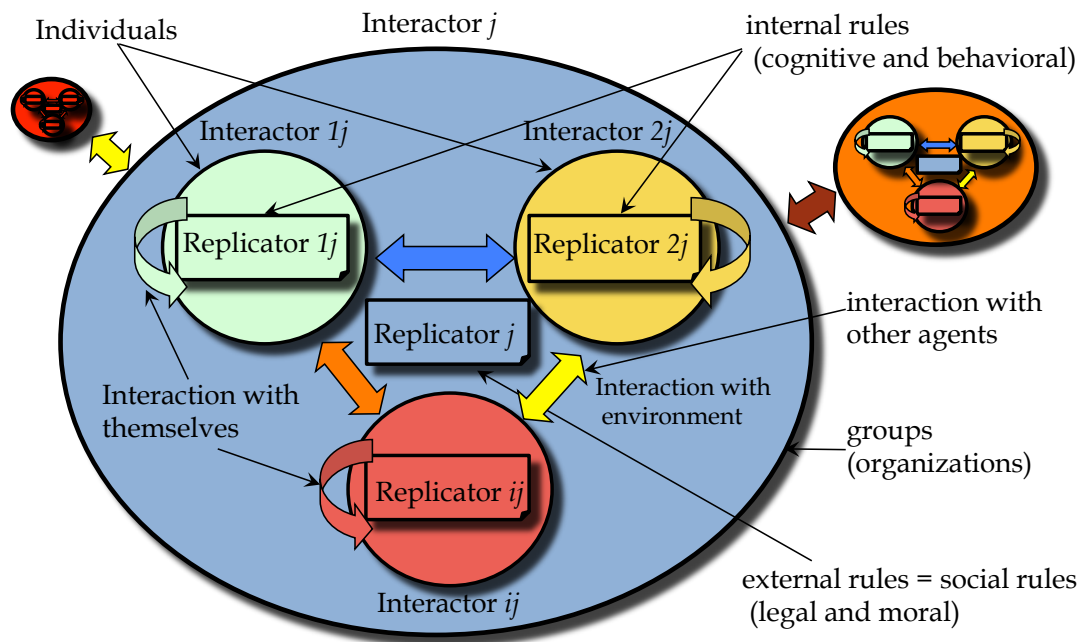 Individuals
Interactor j
internal rules
(cognitive and behavioral)
Interactor 1j
Interactor 2j
Replicator 1j
Replicator 2j
Replicator j
interaction with
other agents
Interaction with
themselves
Interaction with
environment
groups
(organizations)
Replicator ij
Interactor ij
external rules = social rules
(legal and moral)